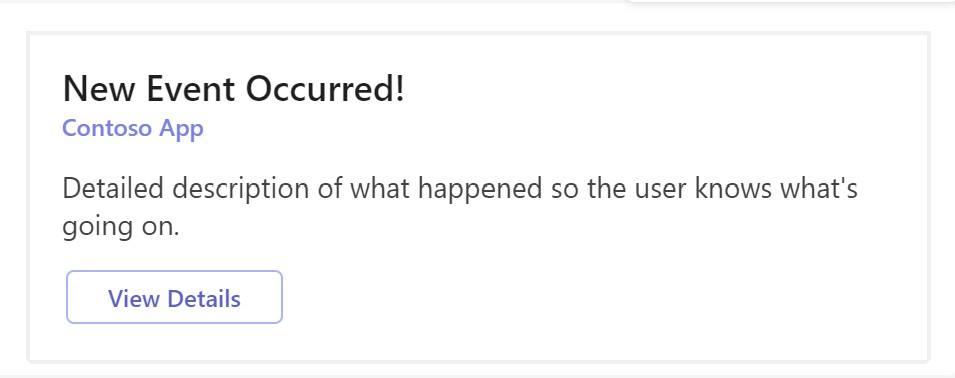 New Event Occurred!
Contoso App
Detailed description of what happened so the user knows what's
going on.
View Details